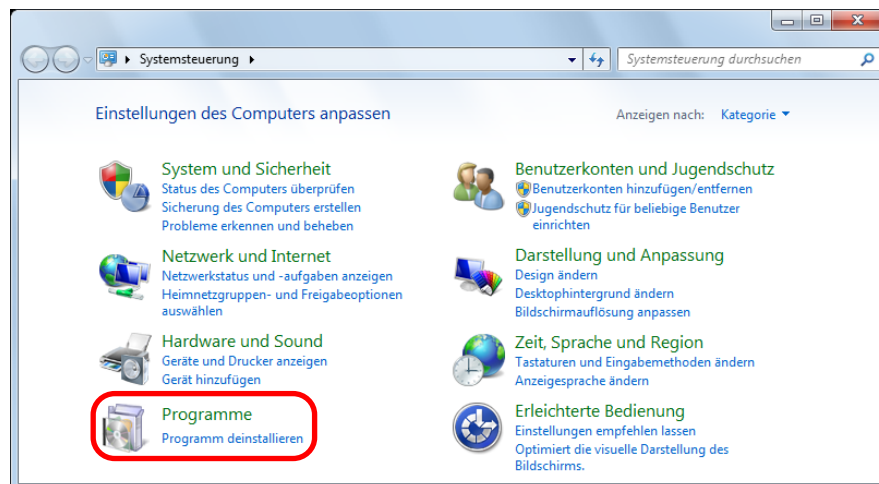 Systemsteuerung
Systemsteuerung durchsuchen
Einstellungen des Computers anpassen
Anzeigen nach: Kategorie
System und Sicherheit
Status des Computers überprüfen
Sicherung des Computers erstellen
Probleme erkennen und beheben
Netzwerk und Internet
Netzwerkstatus und -aufgaben anzeigen
Heimnetzgruppen- und Freigabeoptionen
auswählen
Hardware und Sound
Geräte und Drucker anzeigen
Gerät hinzufügen
Programme
Programm deinstallieren
Benutzerkonten und Jugendschutz
Benutzerkonten hinzufügen/entfernen
Jugendschutz für beliebige Benutzer
einrichten
Darstellung und Anpassung
Design ändern
Desktophintergrund ändern
Bildschirmauflösung anpassen
Zeit, Sprache und Region
Tastaturen und Eingabemethoden ändern
Anzeigesprache ändern
Erleichterte Bedienung
Einstellungen empfehlen lassen
Optimiert die visuelle Darstellung des
Bildschirms.